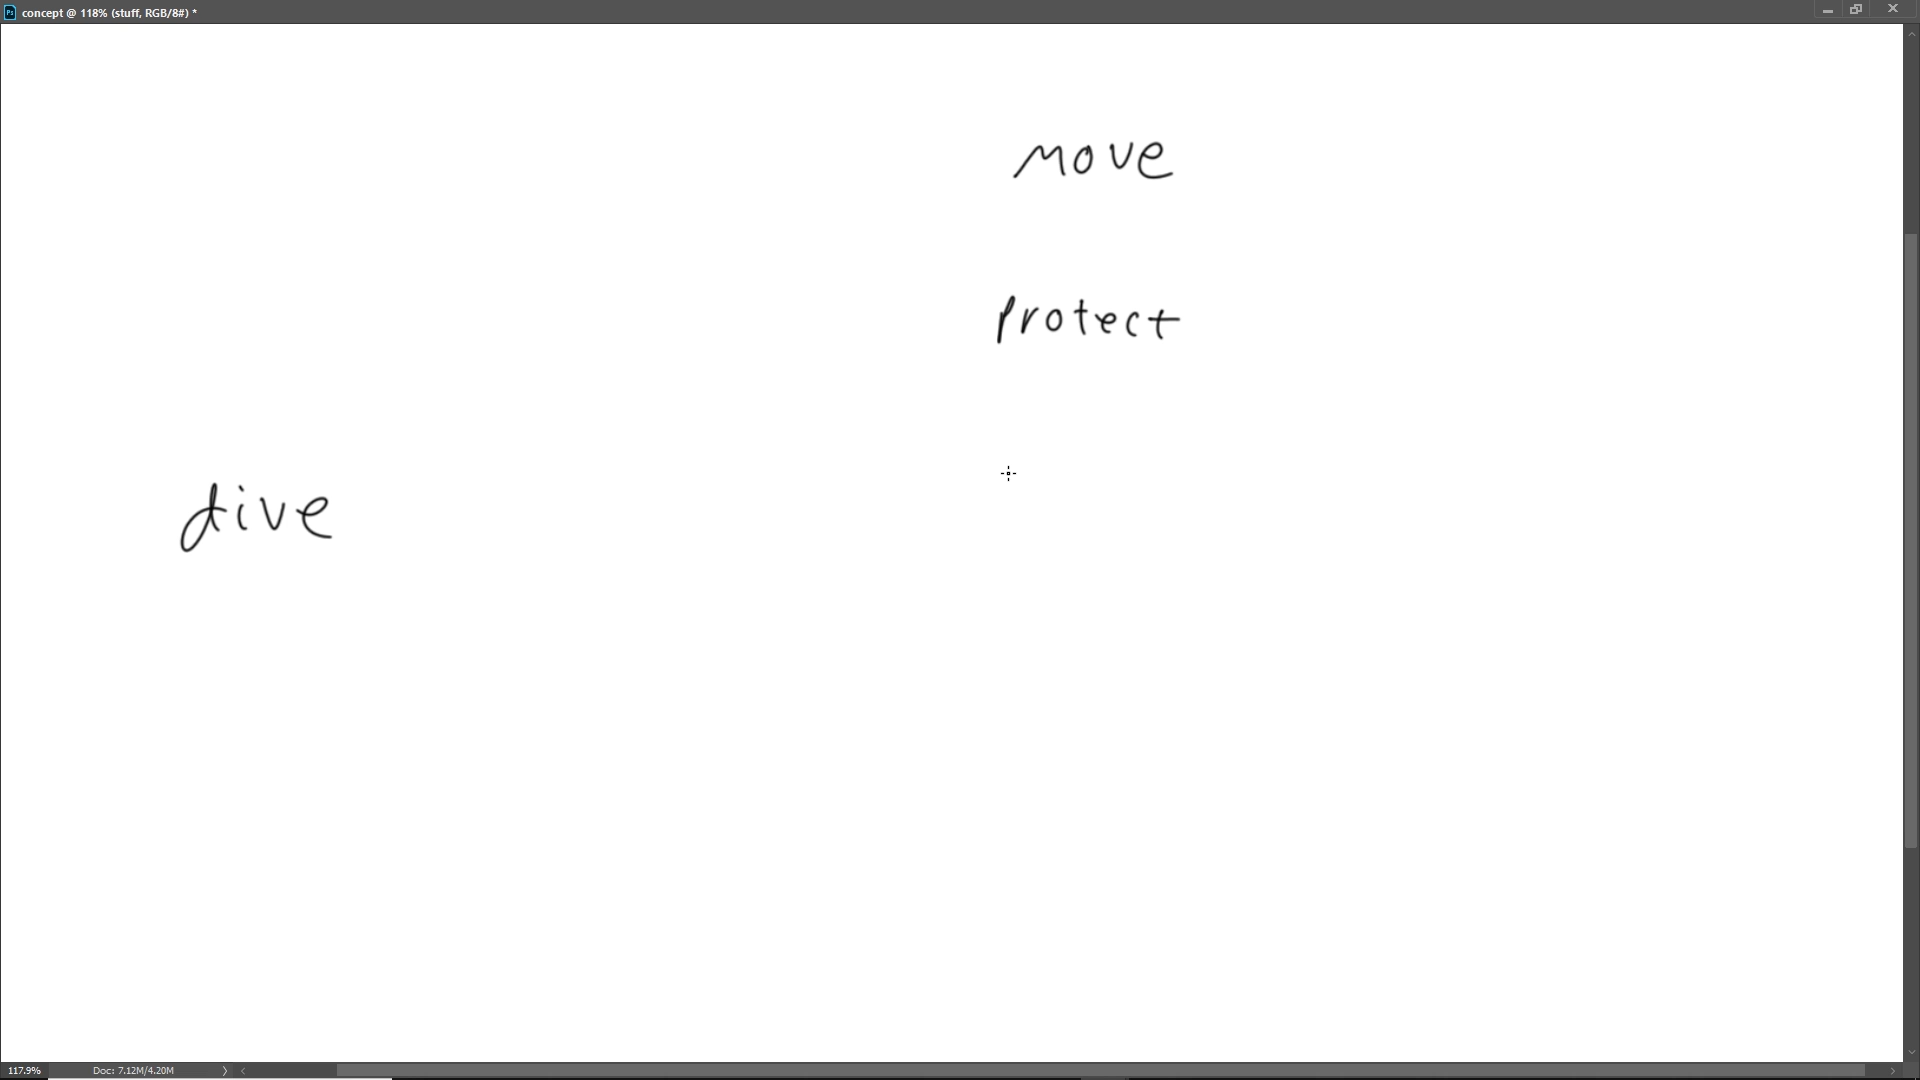 concept @ 118% (stuff, RGB/8#) *
move
protect
dive
117.9% Doc: 7.12M/4.20M